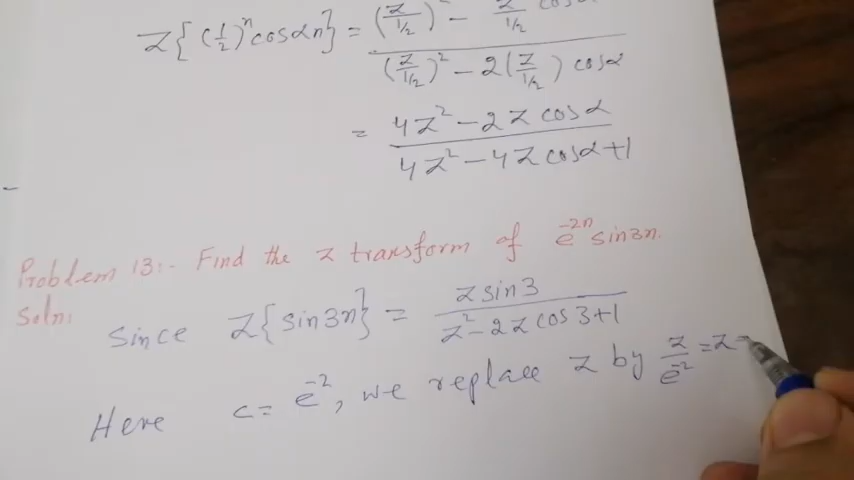 Z{(1/2)^n cosαn} = ((z/(1/2))^2 - z/(1/2) cos
(z/(1/2))^2 - 2(z/(1/2)) cosα
= (4z^2 - 2z cosα)/(4z^2 - 4z cosα + 1)
Problem 13:- Find the z transform of e^-2n sin3n.
Soln:
Since Z{sin3n} = (z sin3)/(z^2 - 2z cos3 + 1)
Here c = e^-2, we replace z by z/e^-2 = z